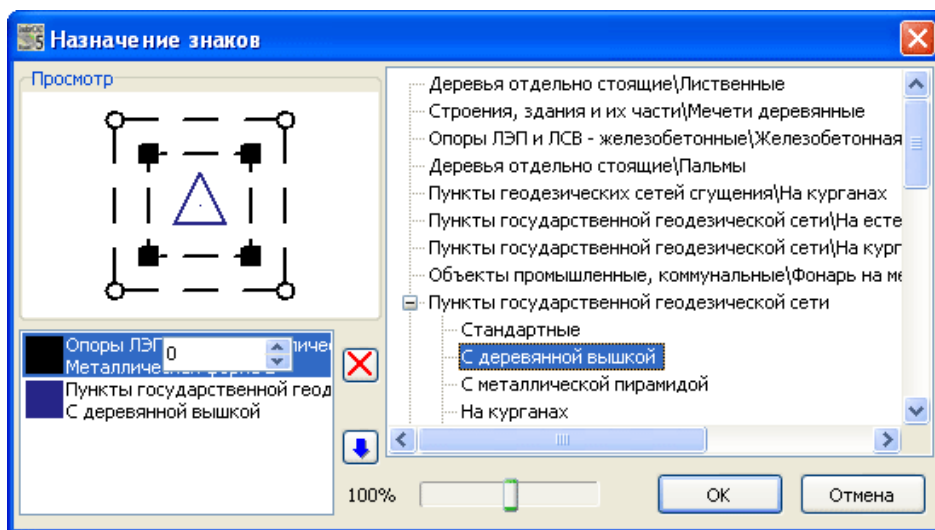 Назначение знаков
Просмотр
Опоры ЛЭП
0
Металличе
Пункты государственной геод
С деревянной вышкой
Деревья отдельно стоящие\Лиственные
Строения, здания и их части\Мечети деревянные
Опоры ЛЭП и ЛСВ - железобетонные\Железобетонная
Деревья отдельно стоящие\Пальмы
Пункты геодезических сетей сгущения\На курганах
Пункты государственной геодезической сети\На есте
Пункты государственной геодезической сети\На кург
Объекты промышленные, коммунальные\Фонарь на ме
Пункты государственной геодезической сети
Стандартные
С деревянной вышкой
С металлической пирамидой
На курганах
100%
OK
Отмена